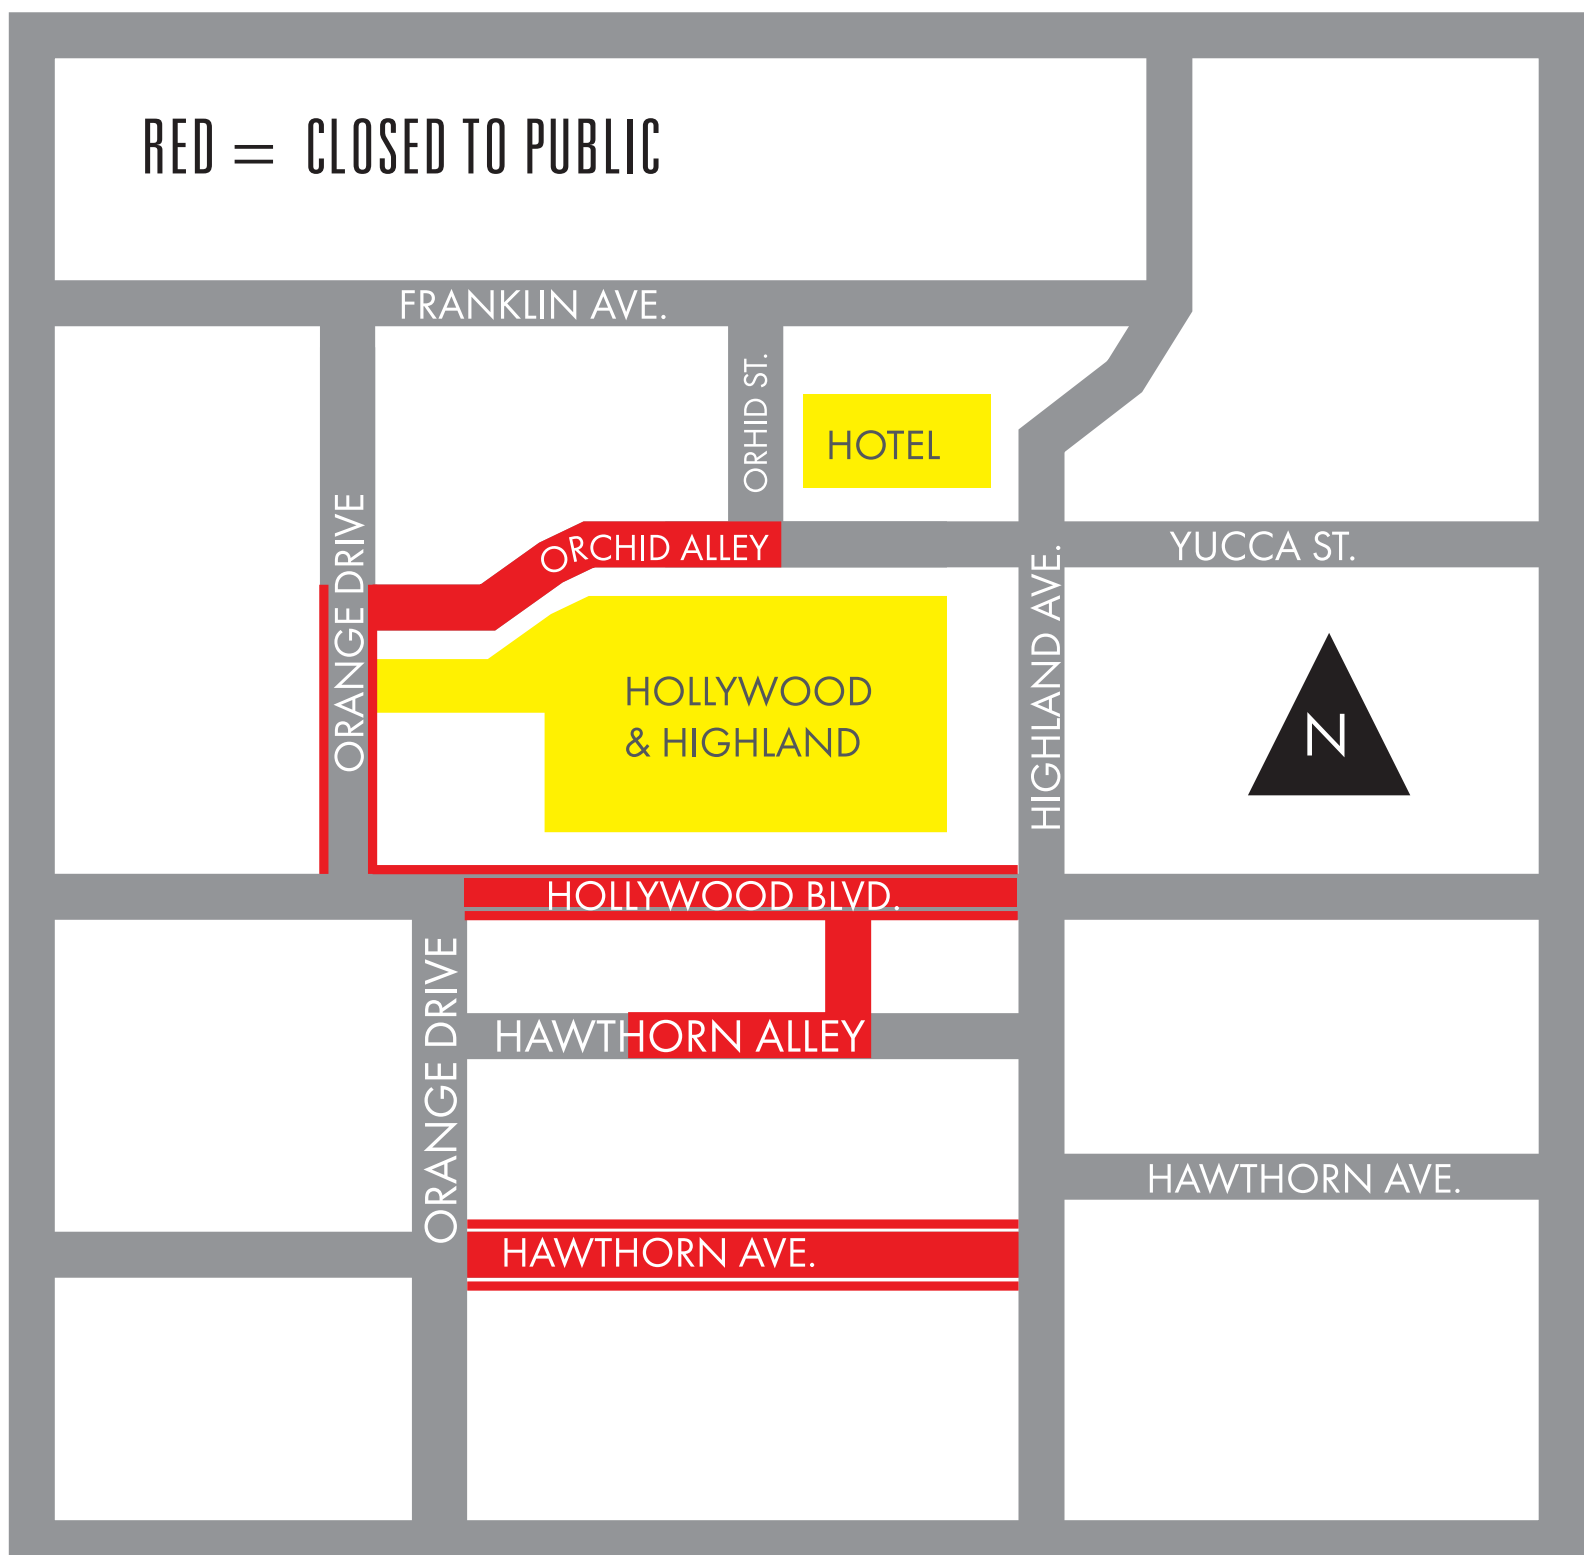 RED = CLOSED TO PUBLIC
FRANKLIN AVE.
ORHID ST.
HOTEL
ORANGE DRIVE
ORCHID ALLEY
YUCCA ST.
HIGHLAND AVE.
HOLLYWOOD
& HIGHLAND
N
HOLLYWOOD BLVD.
ORANGE DRIVE
HAWTHORN ALLEY
HAWTHORN AVE.
HAWTHORN AVE.